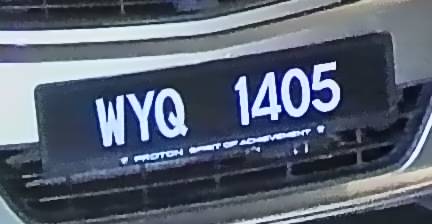 WYQ 1405
PROTON SPIRIT OF ACHIEVEMENT